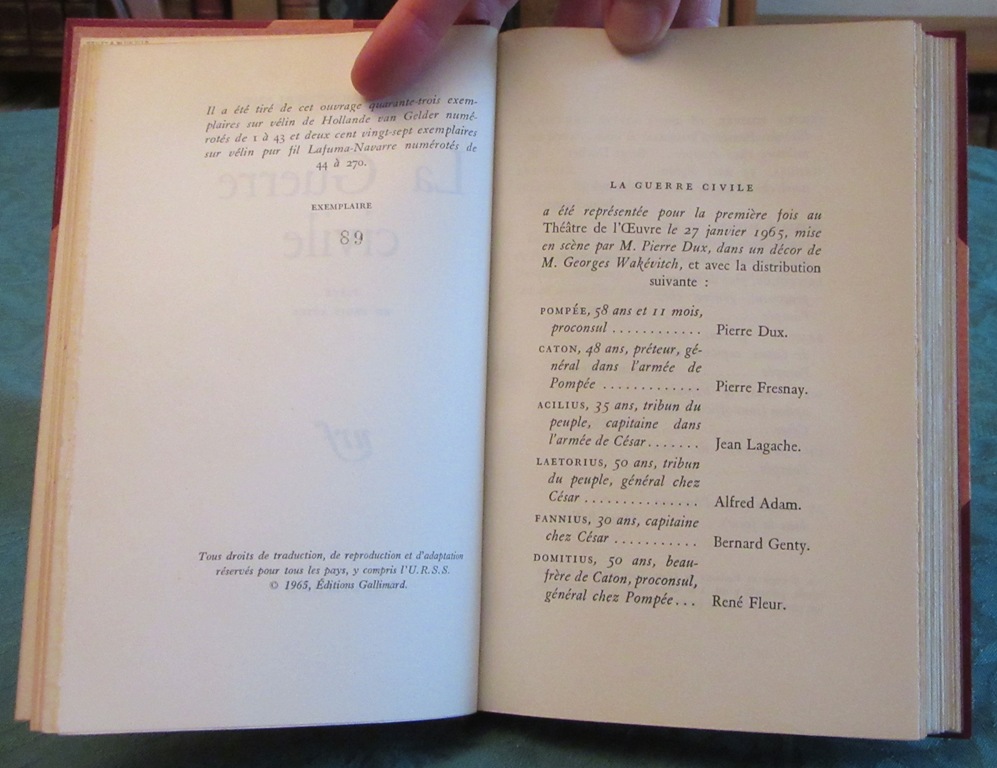 Il a été tiré de cet ouvrage quarante-trois exem-
plaires sur vélin de Hollande van Gelder numé-
rotés de 1 à 43 et deux cent vingt-sept exemplaires
sur vélin pur fil Lafuma-Navarre numérotés de
44 à 270.
EXEMPLAIRE
89
La Guerre
civile
nrf
Tous droits de traduction, de reproduction et d'adaptation
réservés pour tous les pays, y compris l'U.R.S.S.
© 1965, Éditions Gallimard.
LA GUERRE CIVILE
a été représentée pour la première fois au
Théâtre de l'Œuvre le 27 janvier 1965, mise
en scène par M. Pierre Dux, dans un décor de
M. Georges Wakévitch, et avec la distribution
suivante :
POMPÉE, 58 ans et 11 mois,
proconsul ............ Pierre Dux.
CATON, 48 ans, préteur, gé-
néral dans l'armée de
Pompée ............. Pierre Fresnay.
ACILIUS, 35 ans, tribun du
peuple, capitaine dans
l'armée de César....... Jean Lagache.
LAETORIUS, 50 ans, tribun
du peuple, général chez
César ............... Alfred Adam.
FANNIUS, 30 ans, capitaine
chez César ........... Bernard Genty.
DOMITIUS, 50 ans, beau-
frère de Caton, proconsul,
général chez Pompée... René Fleur.